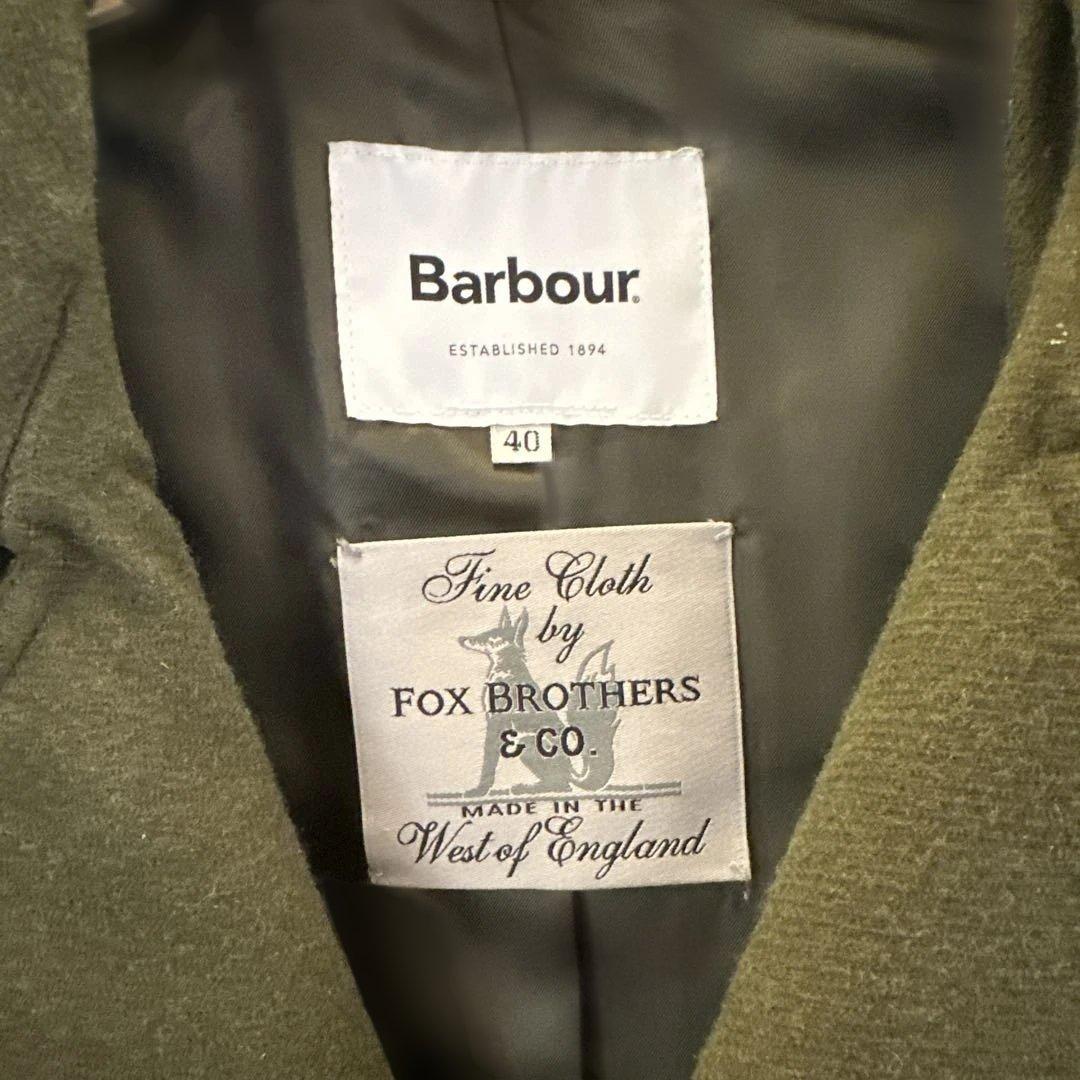 Barbour.
ESTABLISHED 1894
40
Fine Cloth
by
FOX BROTHERS
& CO.
MADE IN THE
West of England